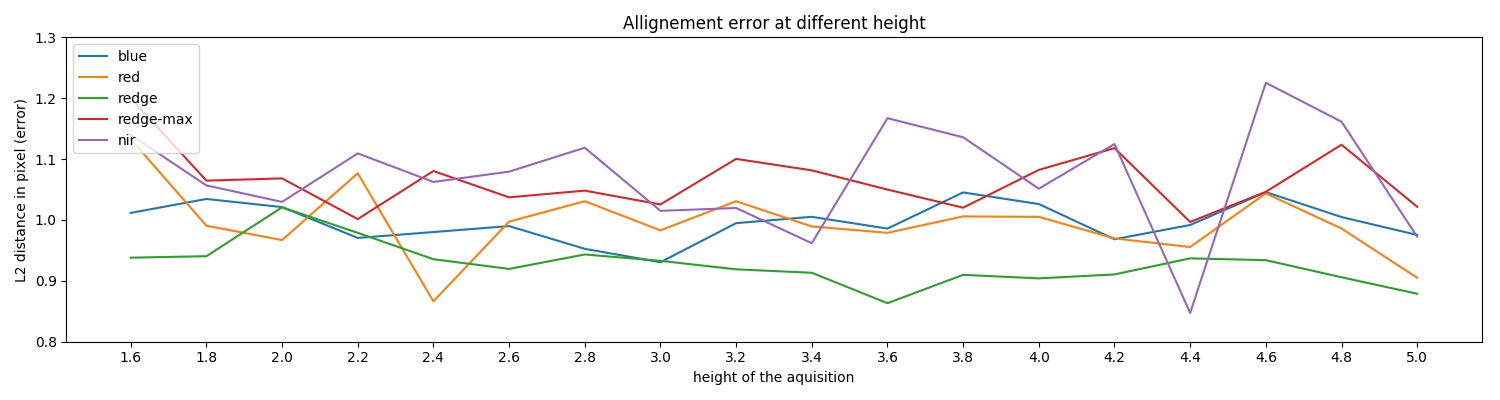 Allignement error at different height
L2 distance in pixel (error)
1.3
1.2
1.1
1.0
0.9
0.8
blue
red
redge
redge-max
nir
1.6 1.8 2.0 2.2 2.4 2.6 2.8 3.0 3.2 3.4 3.6 3.8 4.0 4.2 4.4 4.6 4.8 5.0
height of the aquisition